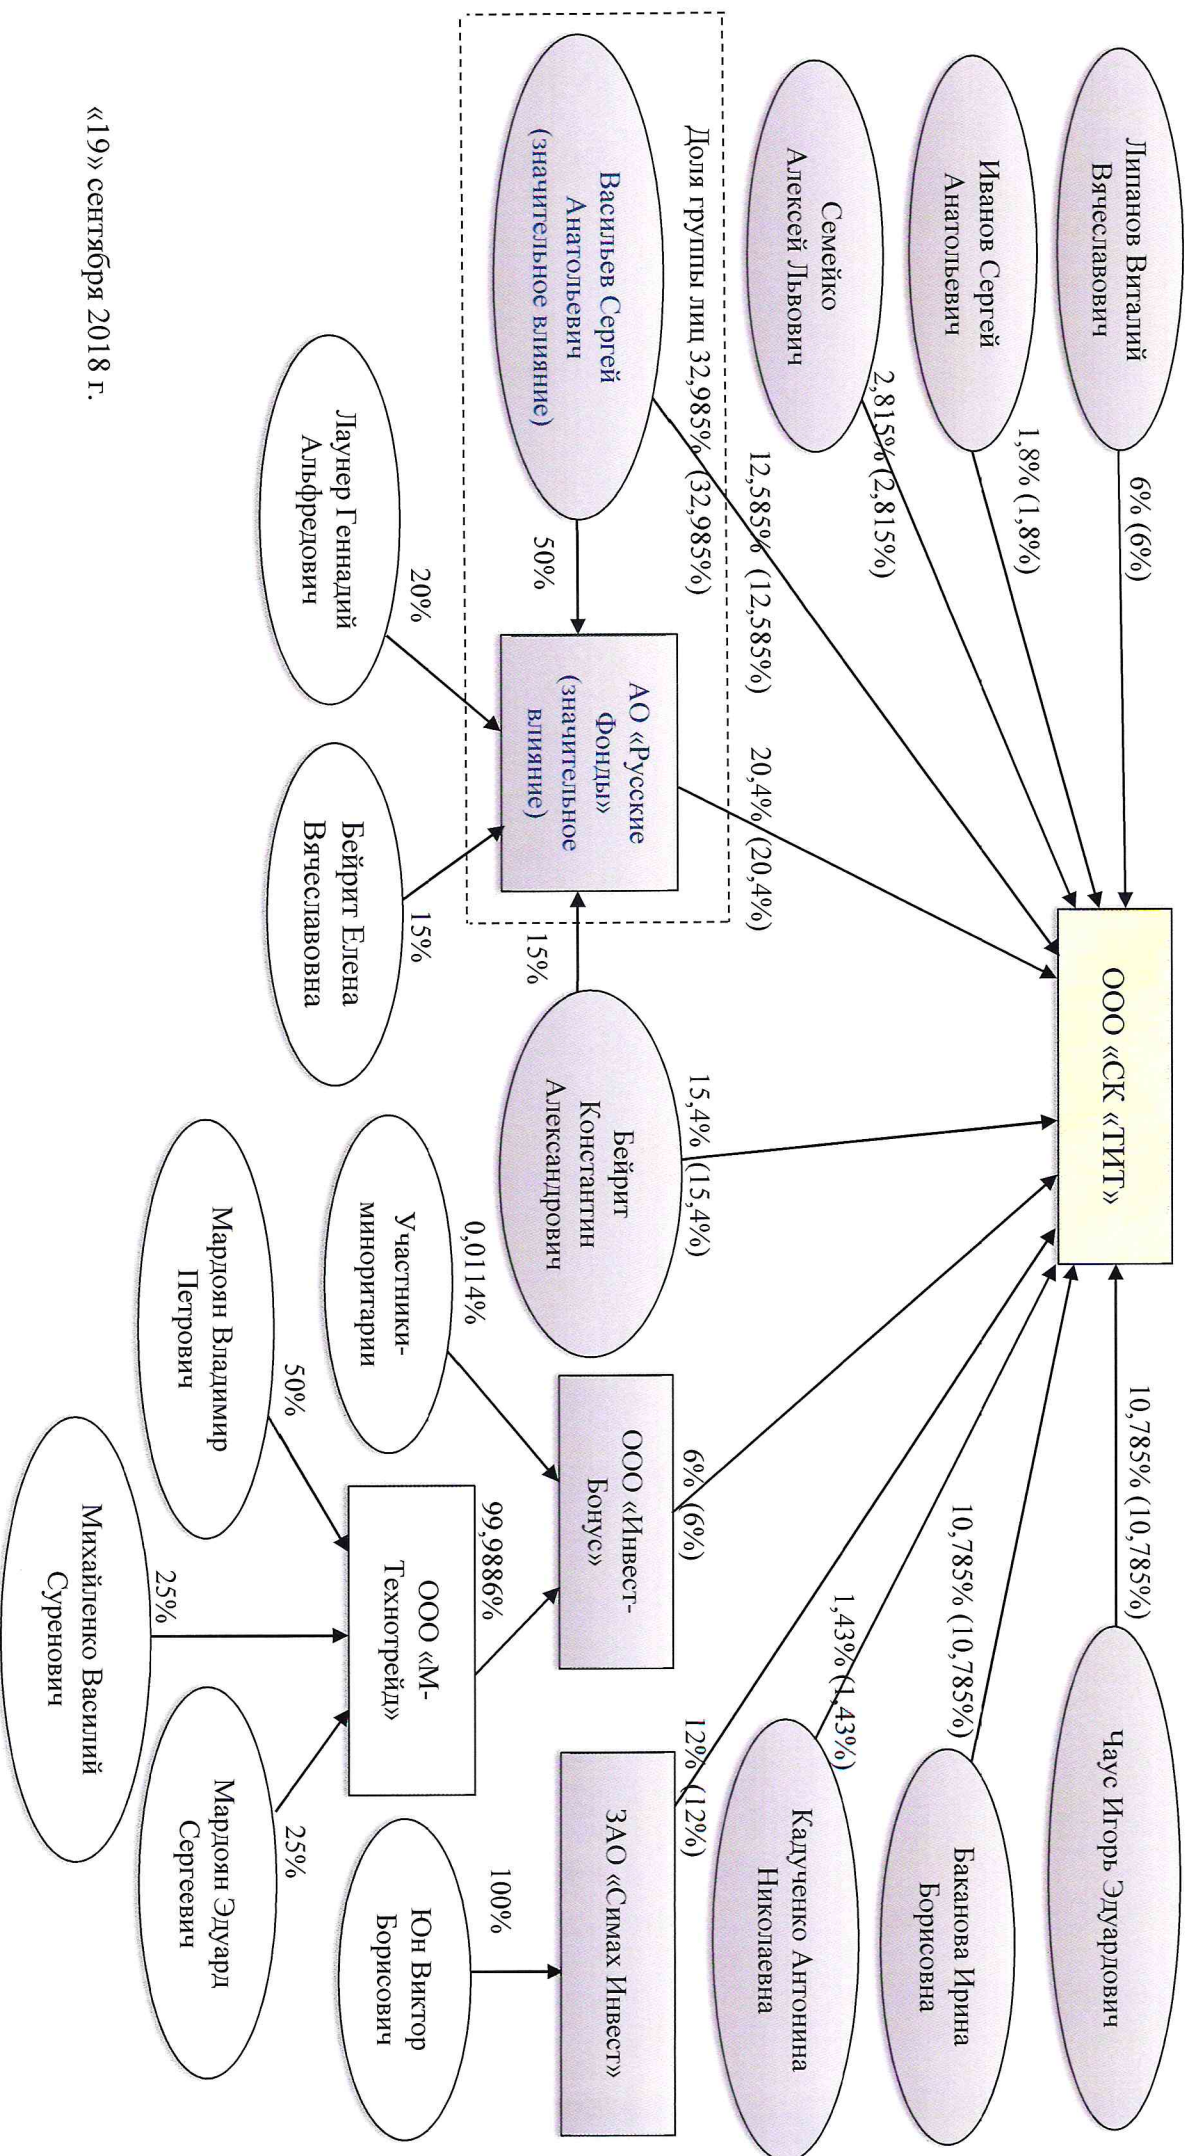 ООО «СК «ТИТ»
Липанов Виталий
Вячеславович
6% (6%)
Иванов Сергей
Анатольевич
1,8% (1,8%)
Семейко
Алексей Львович
2,815% (2,815%)
12,585% (12,585%)
20,4% (20,4%)
Доля группы лиц 32,985% (32,985%)
Васильев Сергей
Анатольевич
(значительное влияние)
50%
АО «Русские
Фонды»
(значительное
влияние)
15%
Бейрит
Константин
Александрович
15,4% (15,4%)
20%
Лаунер Геннадий
Альфредович
15%
Бейрит Елена
Вячеславовна
10,785% (10,785%)
Чаус Игорь Эдуардович
10,785% (10,785%)
Баканова Ирина
Борисовна
1,43% (1,43%)
Кадученко Антонина
Николаевна
6% (6%)
12% (12%)
ООО «Инвест-
Бонус»
ЗАО «Симах Инвест»
0,0114%
Участники-
миноритарии
99,9886%
ООО «М-
Технотрейд»
100%
Юн Виктор
Борисович
50%
Мардоян Владимир
Петрович
25%
Михайленко Василий
Суренович
25%
Мардоян Эдуард
Сергеевич
«19» сентября 2018 г.